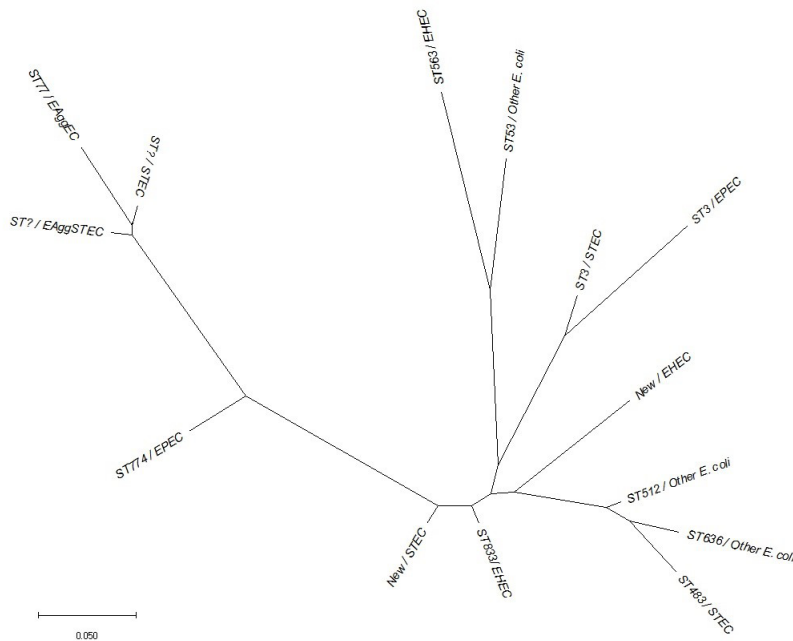 ST563 / EHEC
ST53 / Other E. coli
ST77 / EAggEC
ST? / STEC
ST? / EAggSTEC
ST3 / EPEC
ST3 / STEC
New / EHEC
ST774 / EPEC
ST512 / Other E. coli
ST636 / Other E. coli
New / STEC
ST833 / EHEC
ST483 / STEC
0.050